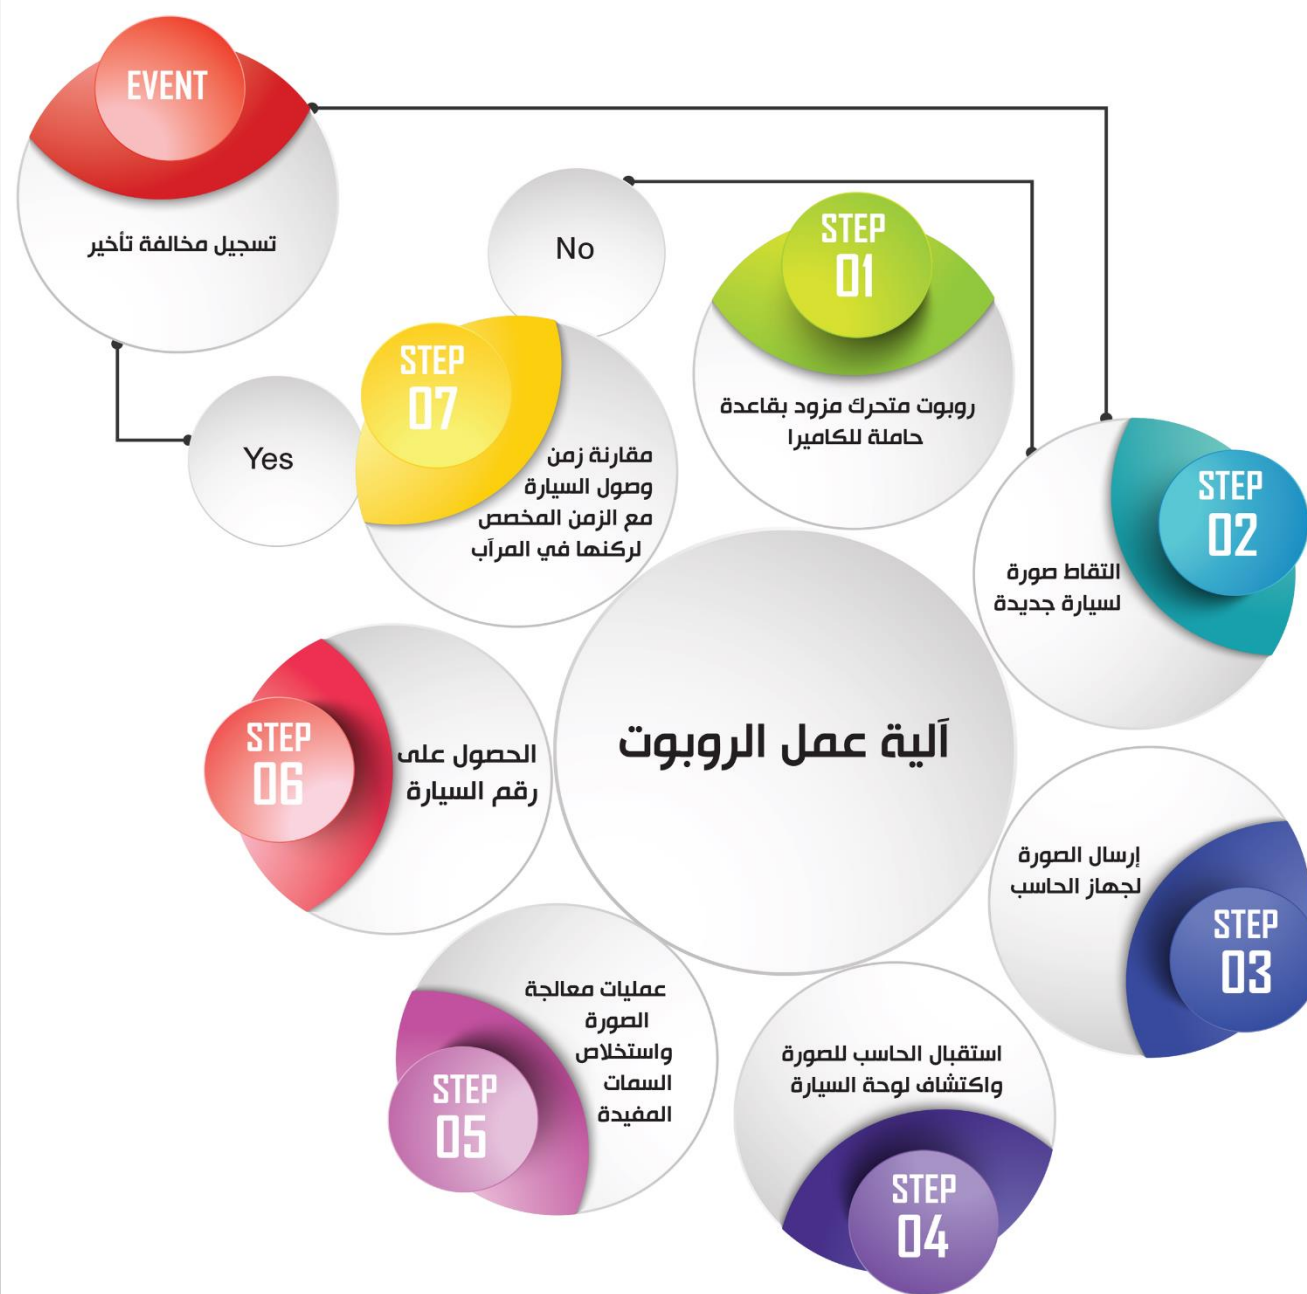 EVENT
تسجيل مخالفة تأخير
No
Yes
STEP
01
روبوت متحرك مزود بقاعدة
حاملة للكاميرا
STEP
02
التقاط صورة
لسيارة جديدة
STEP
03
إرسال الصورة
لجهاز الحاسب
STEP
04
استقبال الحاسب للصورة
واكتشاف لوحة السيارة
STEP
05
عمليات معالجة
الصورة
واستخلاص
السمات
المفيدة
STEP
06
الحصول على
رقم السيارة
STEP
07
مقارنة زمن
وصول السيارة
مع الزمن المخصص
لركنها في المرآب
آلية عمل الروبوت